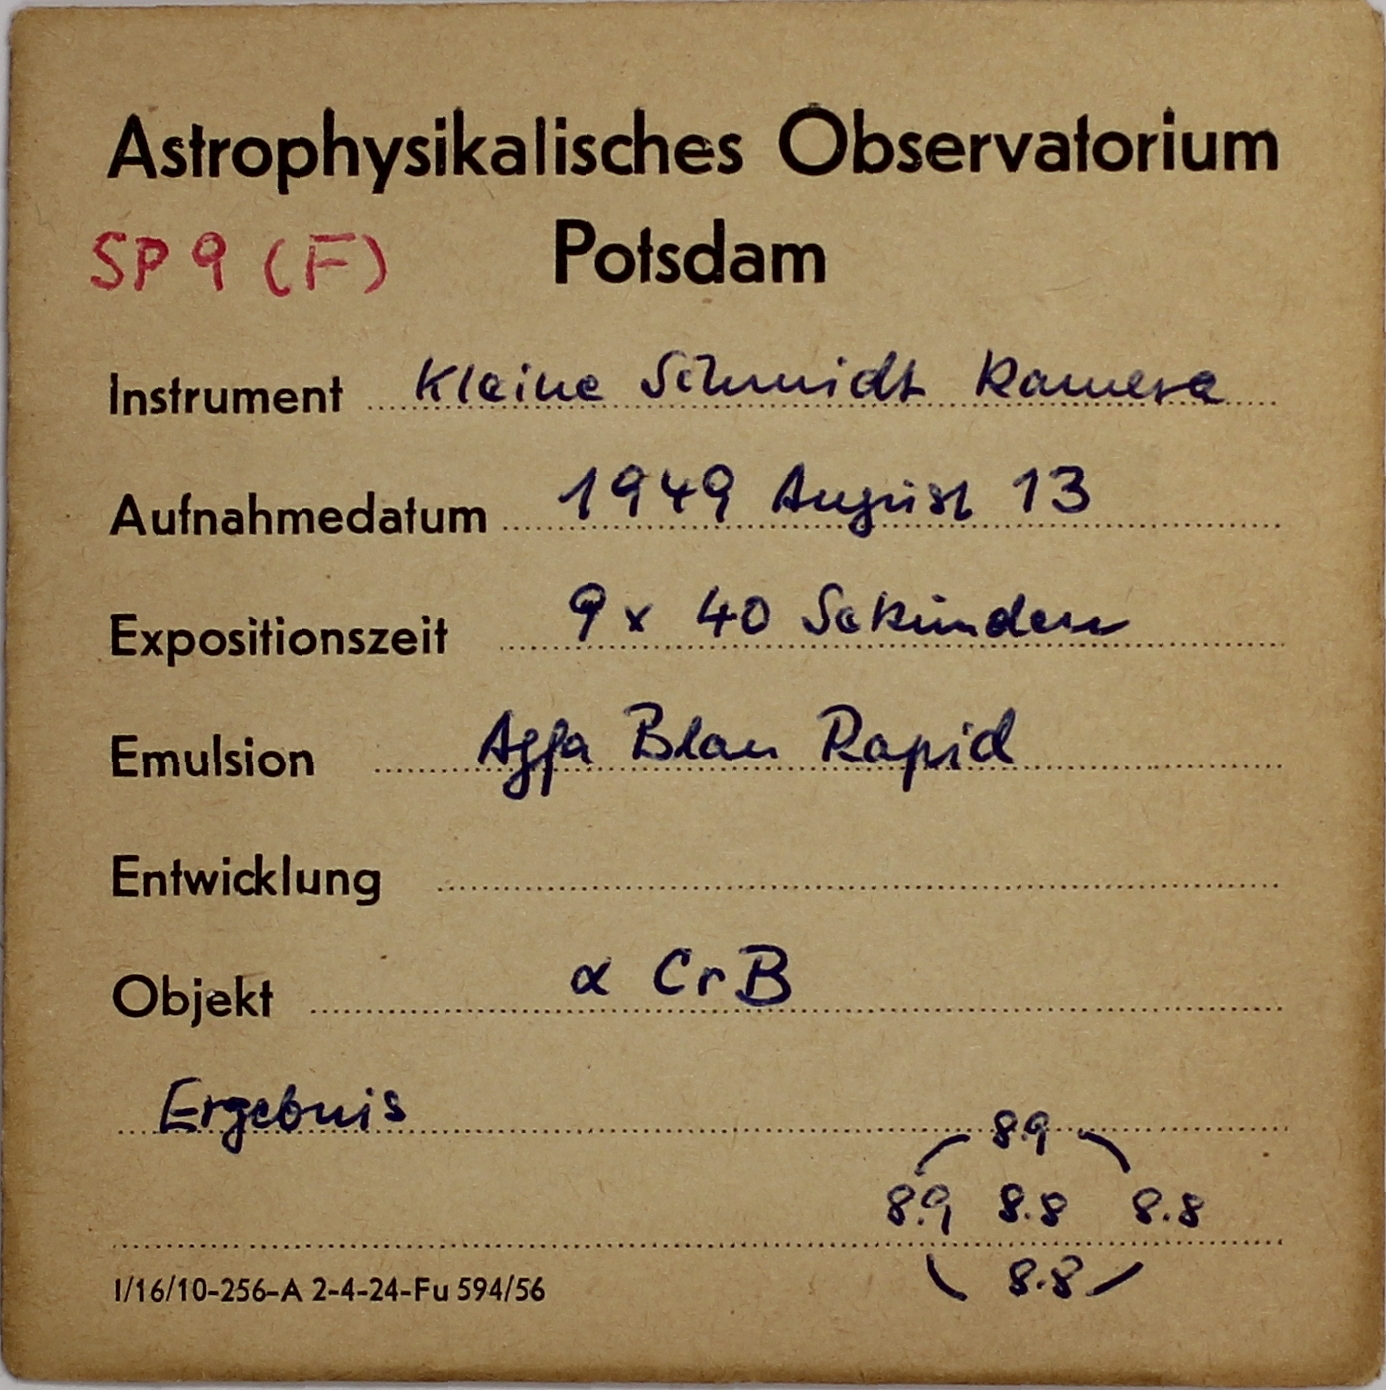 Astrophysikalisches Observatorium
Potsdam
SP 9 (F)
Instrument Kleine Schmidt Kamera
Aufnahmedatum 1949 August 13
Expositionszeit 9 x 40 Sekunden
Emulsion Agfa Blau Rapid
Entwicklung
Objekt α CrB
Ergebnis
8.9
8.9 8.8 8.8
8.8
I/16/10-256-A 2-4-24-Fu 594/56